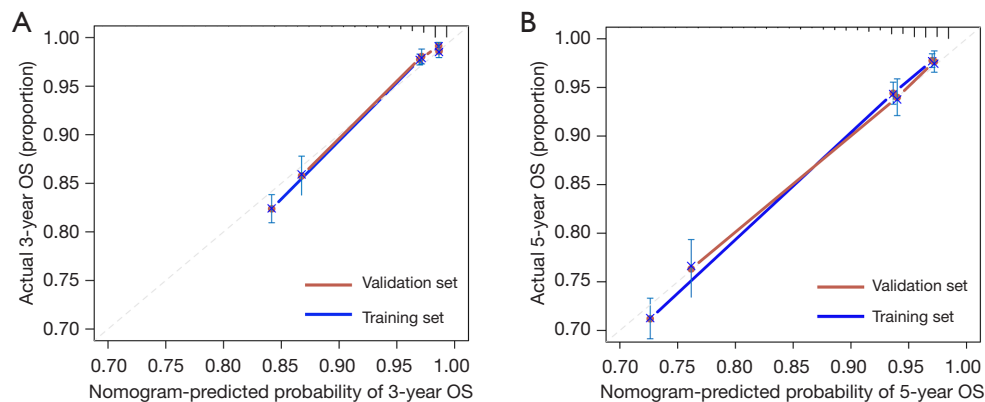 A
Actual 3-year OS (proportion)
1.00
0.95
0.90
0.85
0.80
0.75
0.70
Validation set
Training set
0.70 0.75 0.80 0.85 0.90 0.95 1.00
Nomogram-predicted probability of 3-year OS
B
Actual 5-year OS (proportion)
1.00
0.95
0.90
0.85
0.80
0.75
0.70
Validation set
Training set
0.70 0.75 0.80 0.85 0.90 0.95 1.00
Nomogram-predicted probability of 5-year OS